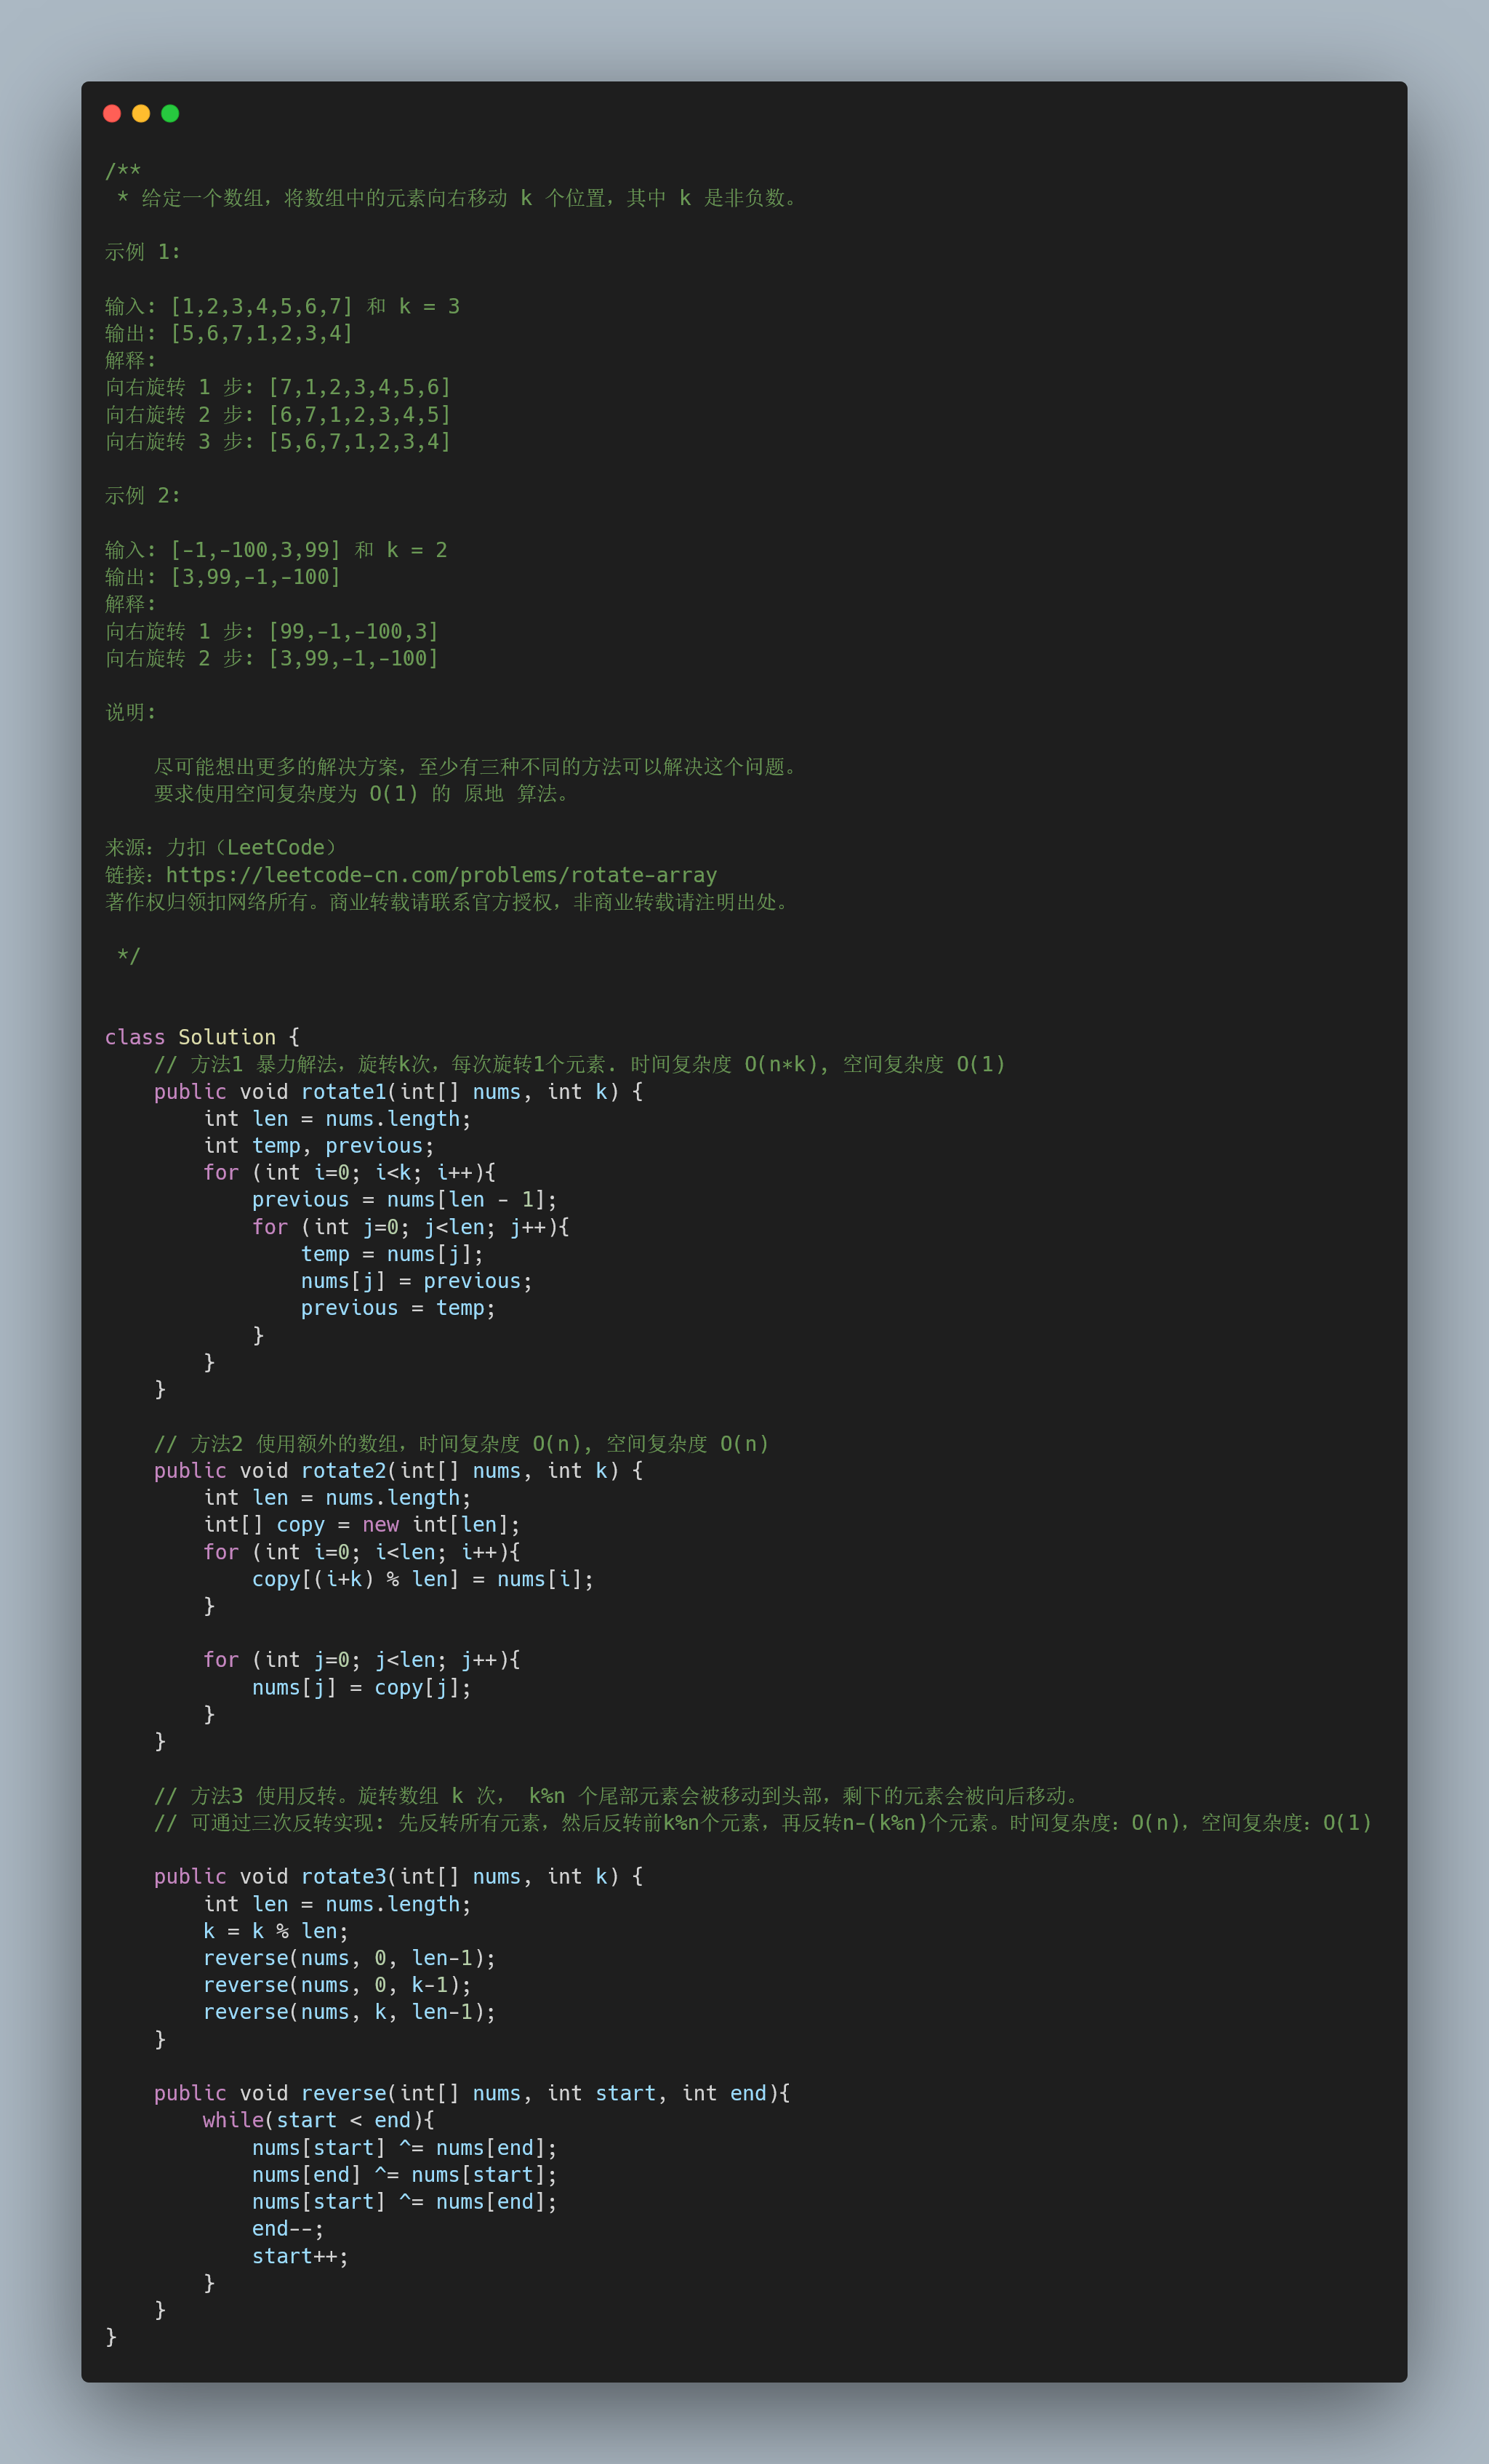 /**
 * 给定一个数组，将数组中的元素向右移动 k 个位置，其中 k 是非负数。
示例 1:
输入: [1,2,3,4,5,6,7] 和 k = 3
输出: [5,6,7,1,2,3,4]
解释:
向右旋转 1 步: [7,1,2,3,4,5,6]
向右旋转 2 步: [6,7,1,2,3,4,5]
向右旋转 3 步: [5,6,7,1,2,3,4]
示例 2:
输入: [-1,-100,3,99] 和 k = 2
输出: [3,99,-1,-100]
解释:
向右旋转 1 步: [99,-1,-100,3]
向右旋转 2 步: [3,99,-1,-100]
说明:
    尽可能想出更多的解决方案，至少有三种不同的方法可以解决这个问题。
    要求使用空间复杂度为 O(1) 的 原地 算法。
来源：力扣（LeetCode）
链接：https://leetcode-cn.com/problems/rotate-array
著作权归领扣网络所有。商业转载请联系官方授权，非商业转载请注明出处。
 */
class Solution {
    // 方法1 暴力解法，旋转k次，每次旋转1个元素. 时间复杂度 O(n*k), 空间复杂度 O(1)
    public void rotate1(int[] nums, int k) {
        int len = nums.length;
        int temp, previous;
        for (int i=0; i<k; i++){
            previous = nums[len - 1];
            for (int j=0; j<len; j++){
                temp = nums[j];
                nums[j] = previous;
                previous = temp;
            }
        }
    }
    // 方法2 使用额外的数组，时间复杂度 O(n), 空间复杂度 O(n)
    public void rotate2(int[] nums, int k) {
        int len = nums.length;
        int[] copy = new int[len];
        for (int i=0; i<len; i++){
            copy[(i+k) % len] = nums[i];
        }
        for (int j=0; j<len; j++){
            nums[j] = copy[j];
        }
    }
    // 方法3 使用反转。旋转数组 k 次， k%n 个尾部元素会被移动到头部，剩下的元素会被向后移动。
    // 可通过三次反转实现: 先反转所有元素，然后反转前k%n个元素，再反转n-(k%n)个元素。时间复杂度：O(n)，空间复杂度：O(1)
    public void rotate3(int[] nums, int k) {
        int len = nums.length;
        k = k % len;
        reverse(nums, 0, len-1);
        reverse(nums, 0, k-1);
        reverse(nums, k, len-1);
    }
    public void reverse(int[] nums, int start, int end){
        while(start < end){
            nums[start] ^= nums[end];
            nums[end] ^= nums[start];
            nums[start] ^= nums[end];
            end--;
            start++;
        }
    }
}